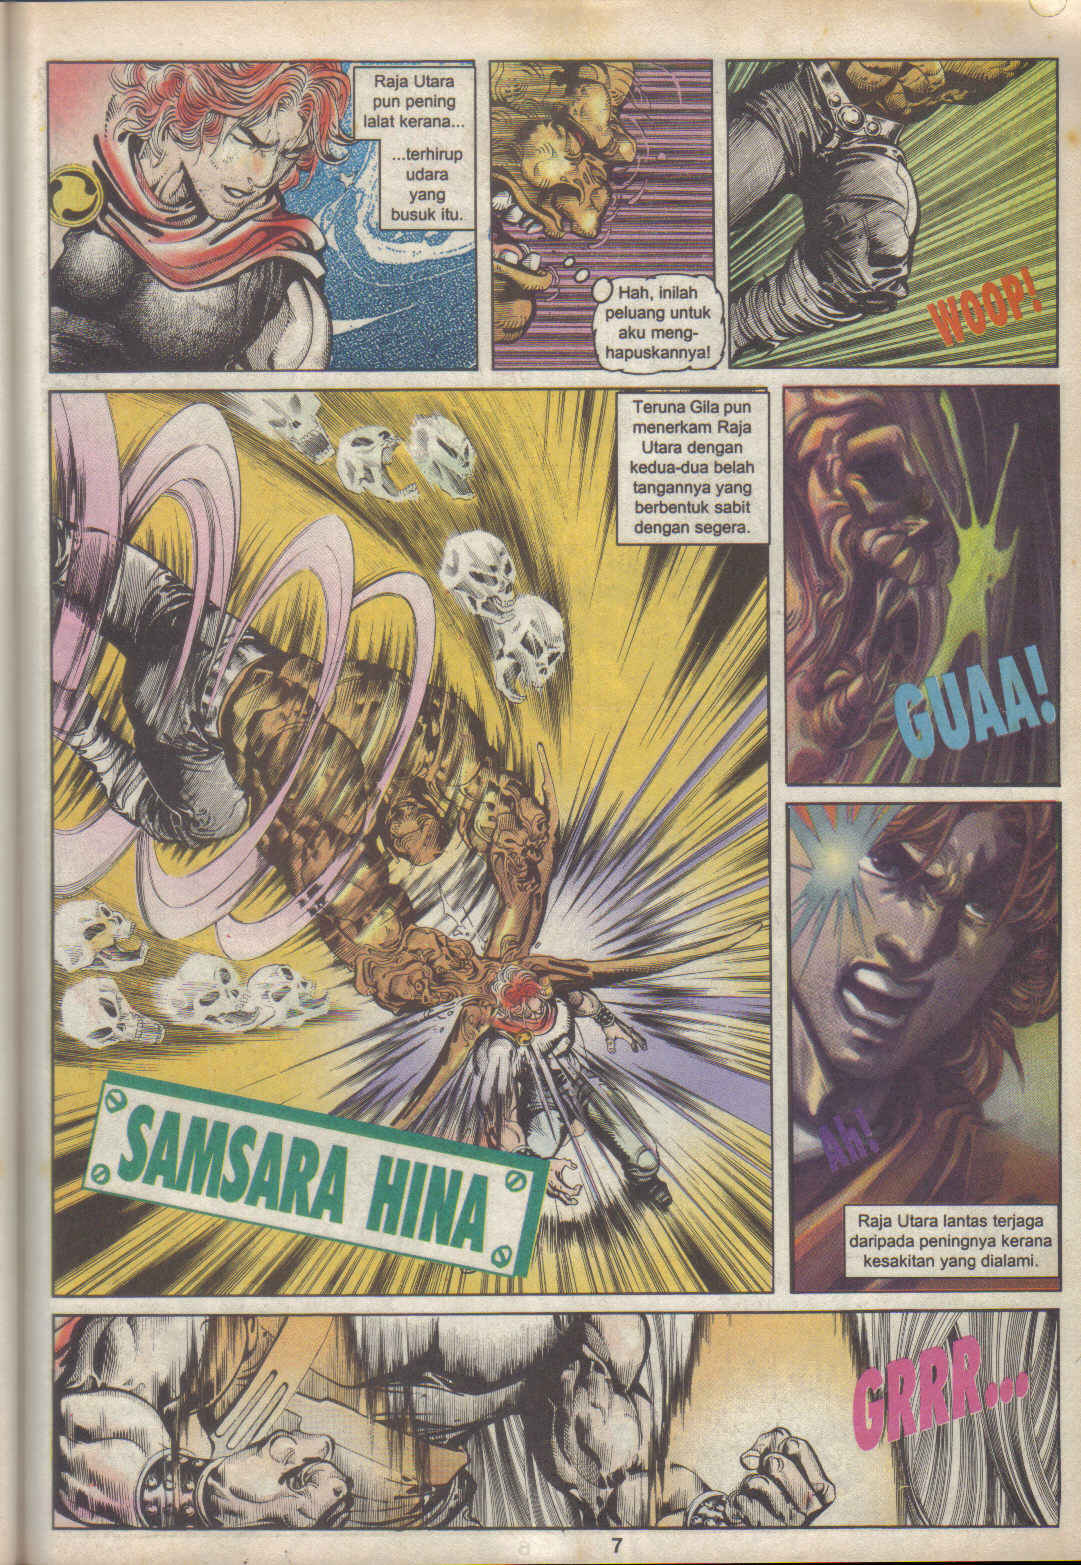 Raja Utara
pun pening
lalat kerana...
...terhirup
udara
yang
busuk itu.
Hah, inilah
peluang untuk
aku meng-
hapuskannya!
WOOP!
Teruna Gila pun
menerkam Raja
Utara dengan
kedua-dua belah
tangannya yang
berbentuk sabit
dengan segera.
SAMSARA HINA
GUAA!
Ah!
Raja Utara lantas terjaga
daripada peningnya kerana
kesakitan yang dialami.
GRRR...
7